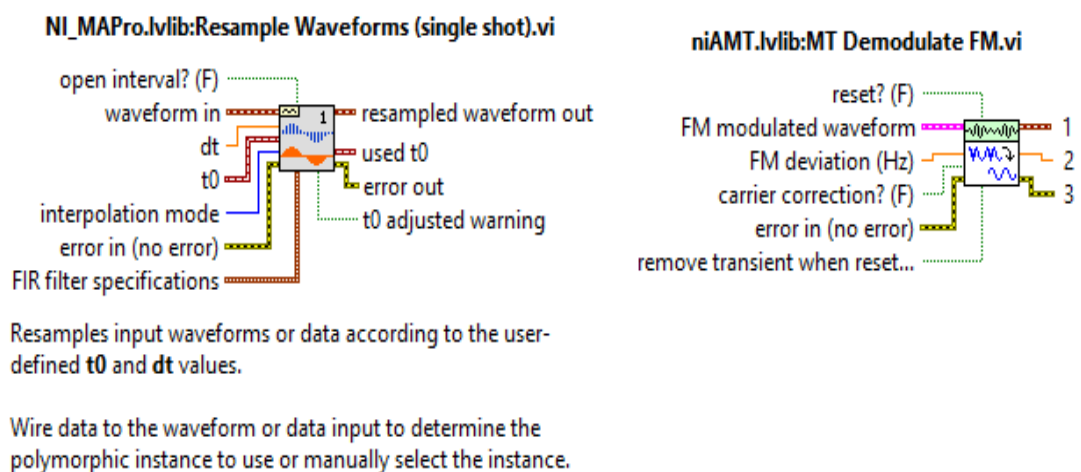 NI_MAPro.lvlib:Resample Waveforms (single shot).vi
open interval? (F)
waveform in
dt
t0
interpolation mode
error in (no error)
FIR filter specifications
1
resampled waveform out
used t0
error out
t0 adjusted warning
Resamples input waveforms or data according to the user-
defined t0 and dt values.
Wire data to the waveform or data input to determine the
polymorphic instance to use or manually select the instance.
niAMT.lvlib:MT Demodulate FM.vi
reset? (F)
FM modulated waveform
FM deviation (Hz)
carrier correction? (F)
error in (no error)
remove transient when reset...
1
2
3